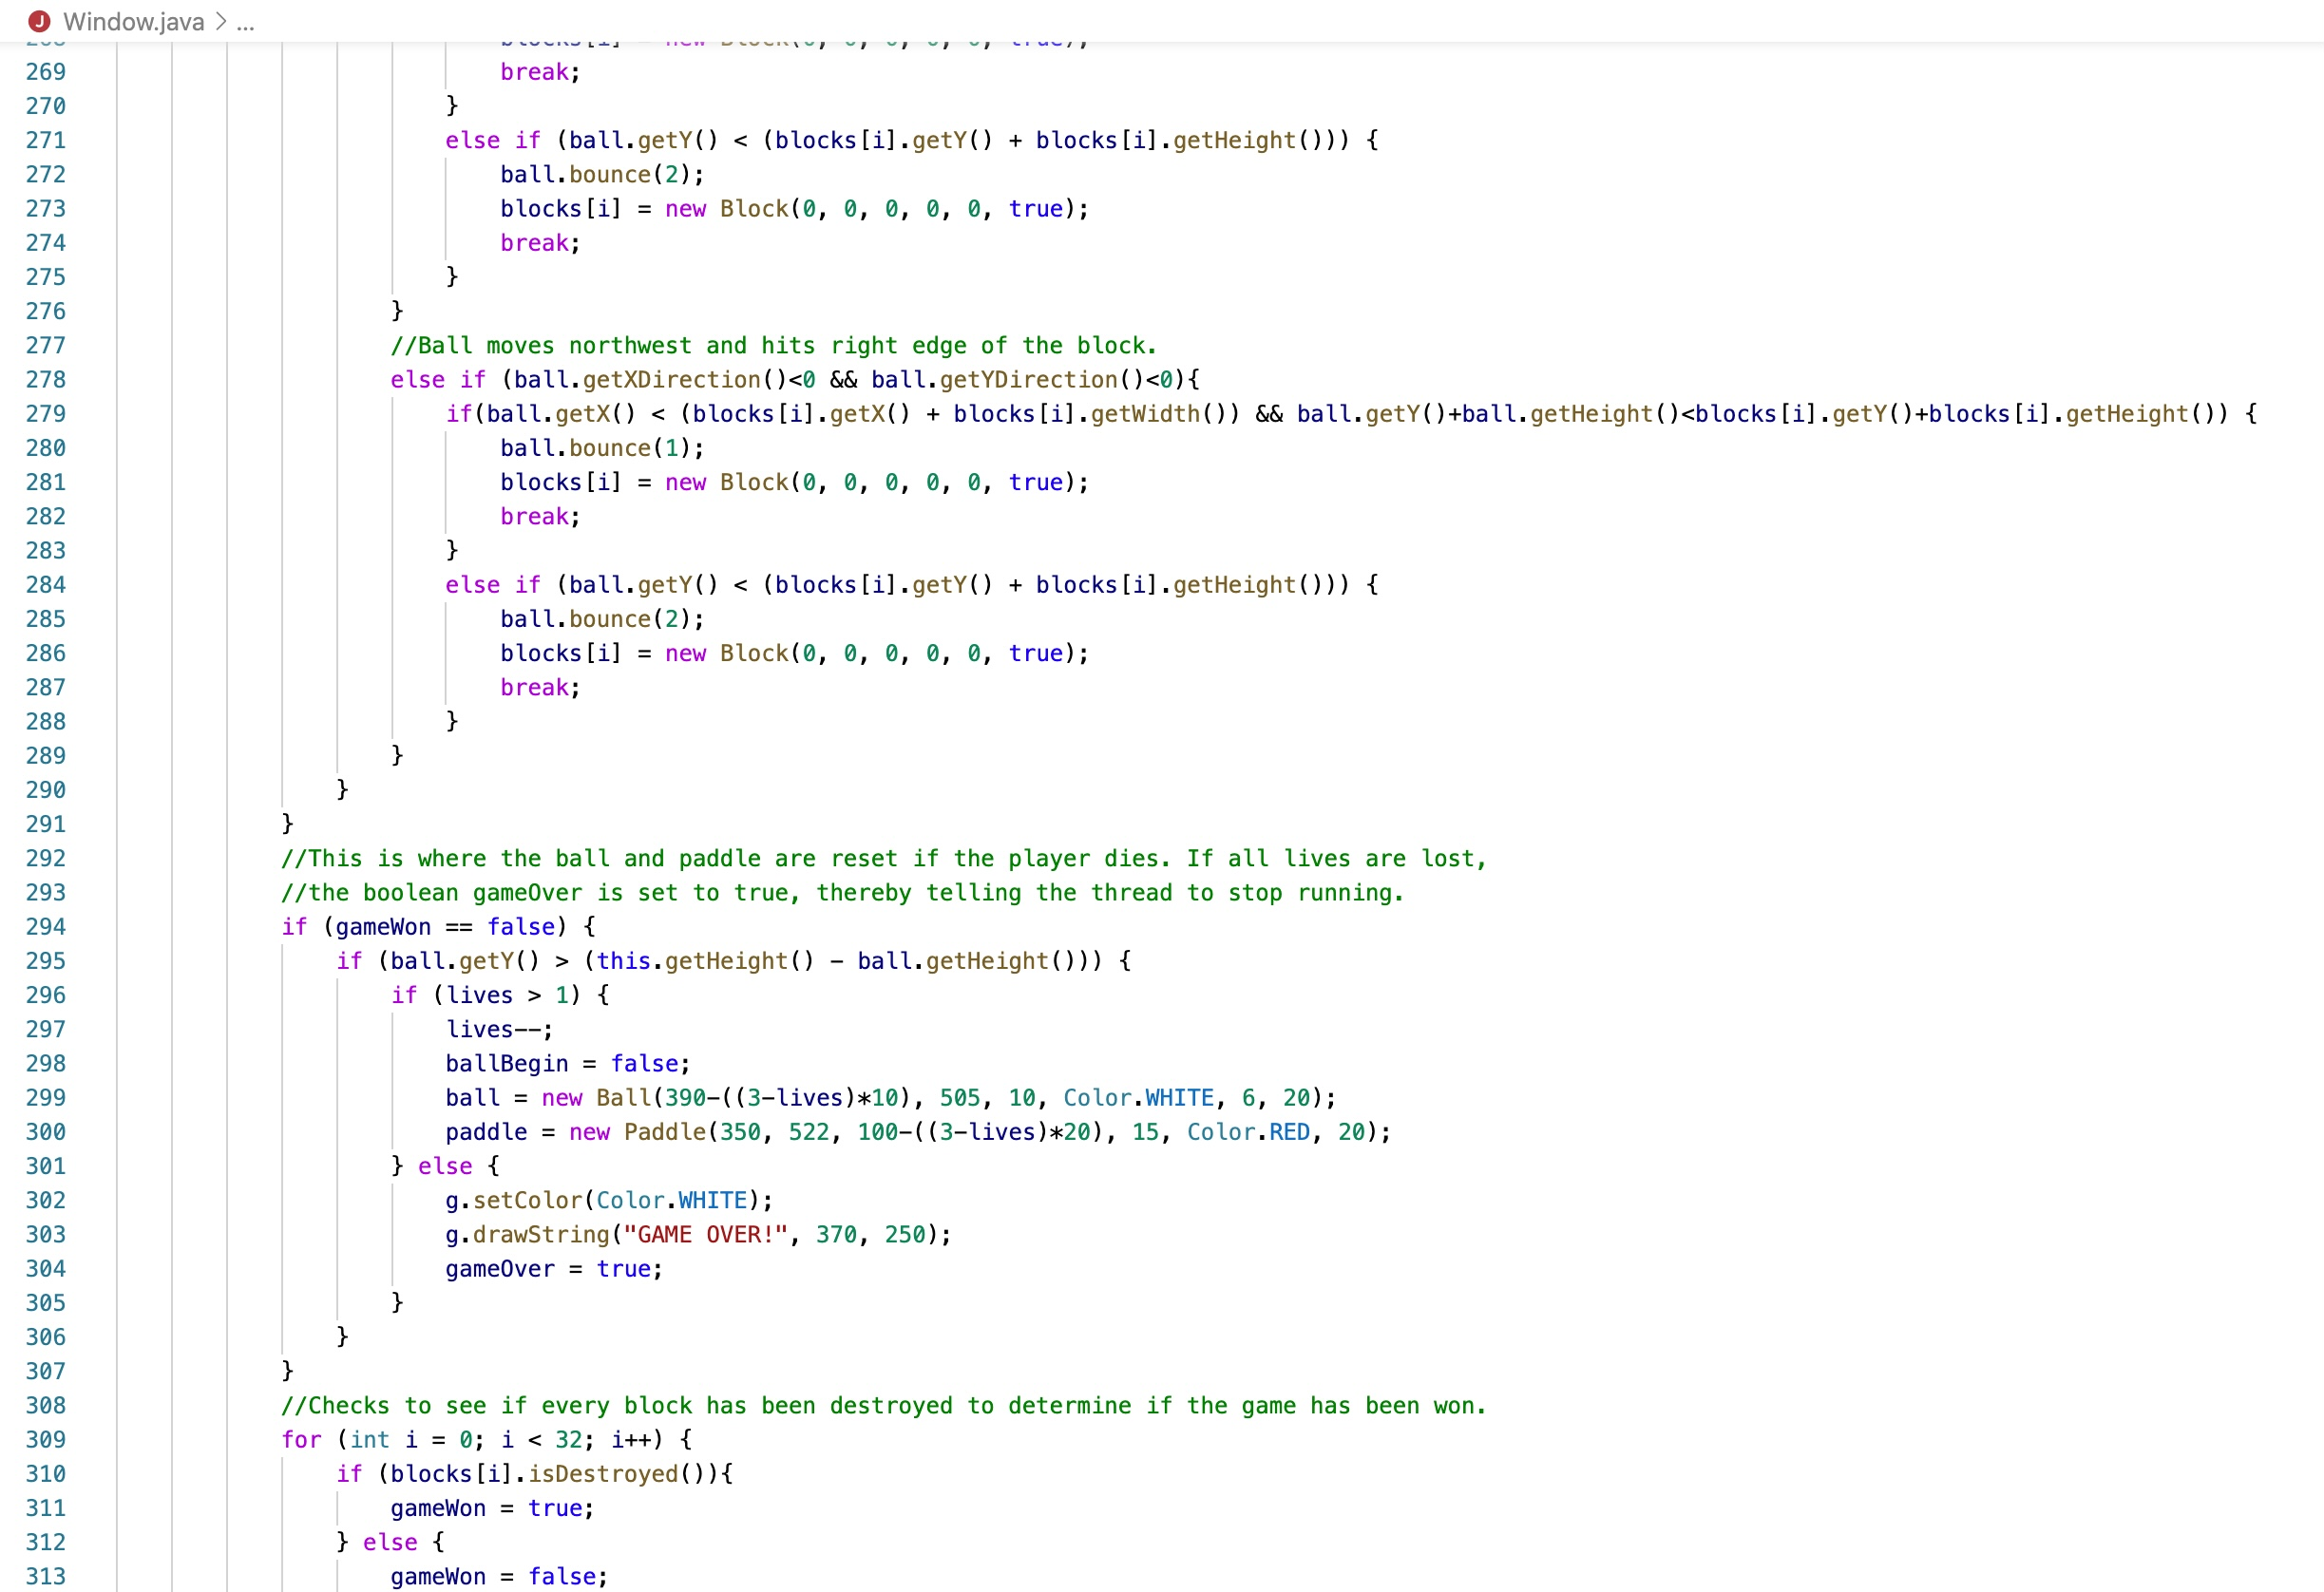 Window.java > ...
268 blocks[i] = new Block(0, 0, 0, 0, 0, true);
269 break;
270 }
271 else if (ball.getY() < (blocks[i].getY() + blocks[i].getHeight())) {
272 ball.bounce(2);
273 blocks[i] = new Block(0, 0, 0, 0, 0, true);
274 break;
275 }
276 }
277 //Ball moves northwest and hits right edge of the block.
278 else if (ball.getXDirection()<0 && ball.getYDirection()<0){
279 if(ball.getX() < (blocks[i].getX() + blocks[i].getWidth()) && ball.getY()+ball.getHeight()<blocks[i].getY()+blocks[i].getHeight()) {
280 ball.bounce(1);
281 blocks[i] = new Block(0, 0, 0, 0, 0, true);
282 break;
283 }
284 else if (ball.getY() < (blocks[i].getY() + blocks[i].getHeight())) {
285 ball.bounce(2);
286 blocks[i] = new Block(0, 0, 0, 0, 0, true);
287 break;
288 }
289 }
290 }
291 }
292 //This is where the ball and paddle are reset if the player dies. If all lives are lost,
293 //the boolean gameOver is set to true, thereby telling the thread to stop running.
294 if (gameWon == false) {
295 if (ball.getY() > (this.getHeight() - ball.getHeight())) {
296 if (lives > 1) {
297 lives--;
298 ballBegin = false;
299 ball = new Ball(390-((3-lives)*10), 505, 10, Color.WHITE, 6, 20);
300 paddle = new Paddle(350, 522, 100-((3-lives)*20), 15, Color.RED, 20);
301 } else {
302 g.setColor(Color.WHITE);
303 g.drawString("GAME OVER!", 370, 250);
304 gameOver = true;
305 }
306 }
307 }
308 //Checks to see if every block has been destroyed to determine if the game has been won.
309 for (int i = 0; i < 32; i++) {
310 if (blocks[i].isDestroyed()){
311 gameWon = true;
312 } else {
313 gameWon = false;